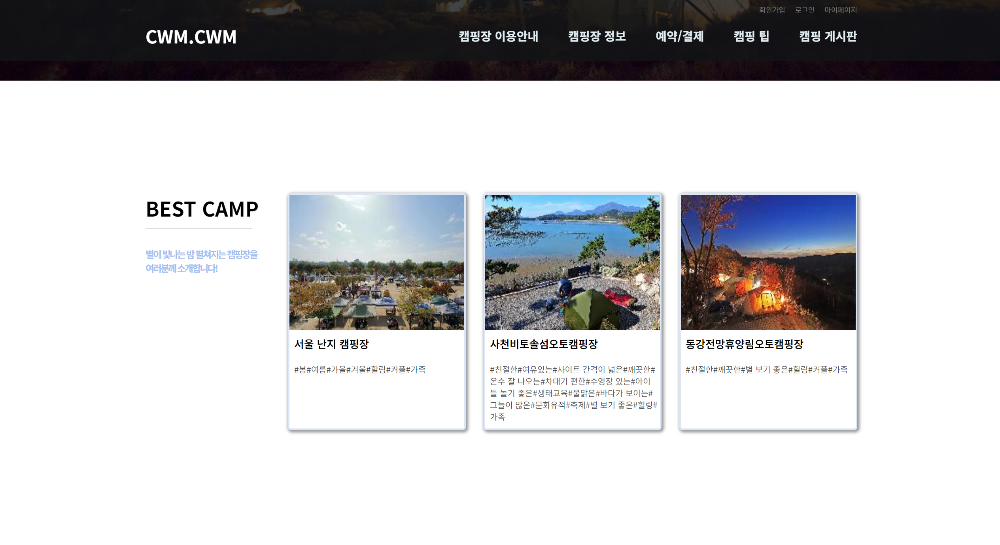 회원가입 로그인 마이페이지
CWM.CWM 캠핑장 이용안내 캠핑장 정보 예약/결제 캠핑 팁 캠핑 게시판
BEST CAMP
별이 빛나는 밤 펼쳐지는 캠핑장을
여러분께 소개합니다!
서울 난지 캠핑장
#봄#여름#가을#겨울#힐링#커플#가족
사천비토솔섬오토캠핑장
#친절한#여유있는#사이트 간격이 넓은#깨끗한#
온수 잘 나오는#차대기 편한#수영장 있는#아이
들 놀기 좋은#생태교육#물맑은#바다가 보이는#
그늘이 많은#문화유적#축제#별 보기 좋은#힐링#
가족
동강전망휴양림오토캠핑장
#친절한#깨끗한#별 보기 좋은#힐링#커플#가족